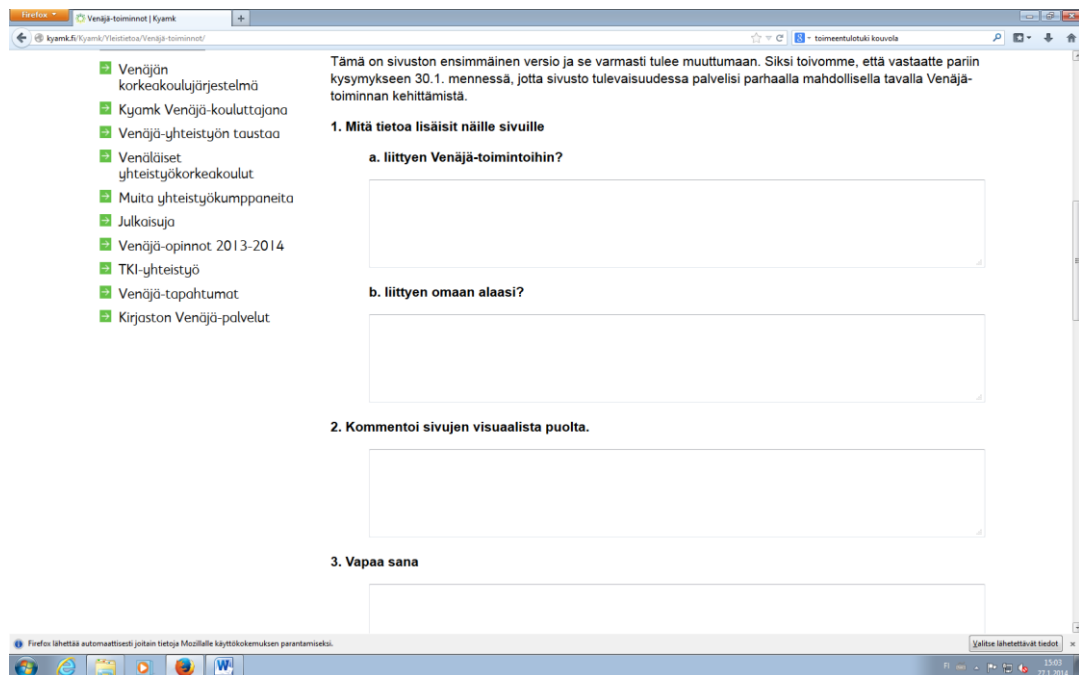 Firefox
Venäjä-toiminnot | Kyamk
kyamk.fi/Kyamk/Yleistietoa/Venäjä-toiminnot/
toimeentulotuki kouvola
Venäjän
korkeakoulujärjestelmä
Kyamk Venäjä-kouluttajana
Venäjä-yhteistyön taustaa
Venäläiset
yhteistyökorkeakoulut
Muita yhteistyökumppaneita
Julkaisuja
Venäjä-opinnot 2013-2014
TKI-yhteistyö
Venäjä-tapahtumat
Kirjaston Venäjä-palvelut
Tämä on sivuston ensimmäinen versio ja se varmasti tulee muuttumaan. Siksi toivomme, että vastaatte pariin
kysymykseen 30.1. mennessä, jotta sivusto tulevaisuudessa palvelisi parhaalla mahdollisella tavalla Venäjä-
toiminnan kehittämistä.
1. Mitä tietoa lisäisit näille sivuille
a. liittyen Venäjä-toimintoihin?
b. liittyen omaan alaasi?
2. Kommentoi sivujen visuaalista puolta.
3. Vapaa sana
Firefox lähettää automaattisesti joitain tietoja Mozillalle käyttökokemuksen parantamiseksi.
Valitse lähetettävät tiedot
FI
15:03
27.1.2014